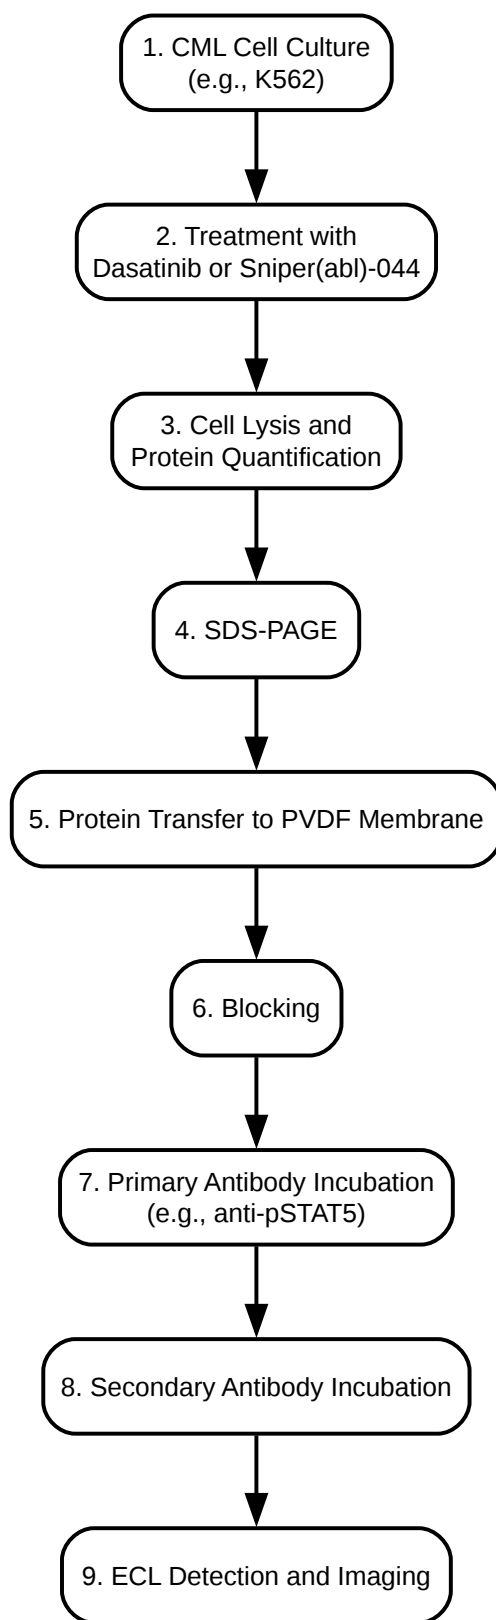 1. CML Cell Culture
(e.g., K562)
2. Treatment with
Dasatinib or Sniper(abl)-044
3. Cell Lysis and
Protein Quantification
4. SDS-PAGE
5. Protein Transfer to PVDF Membrane
6. Blocking
7. Primary Antibody Incubation
(e.g., anti-pSTAT5)
8. Secondary Antibody Incubation
9. ECL Detection and Imaging